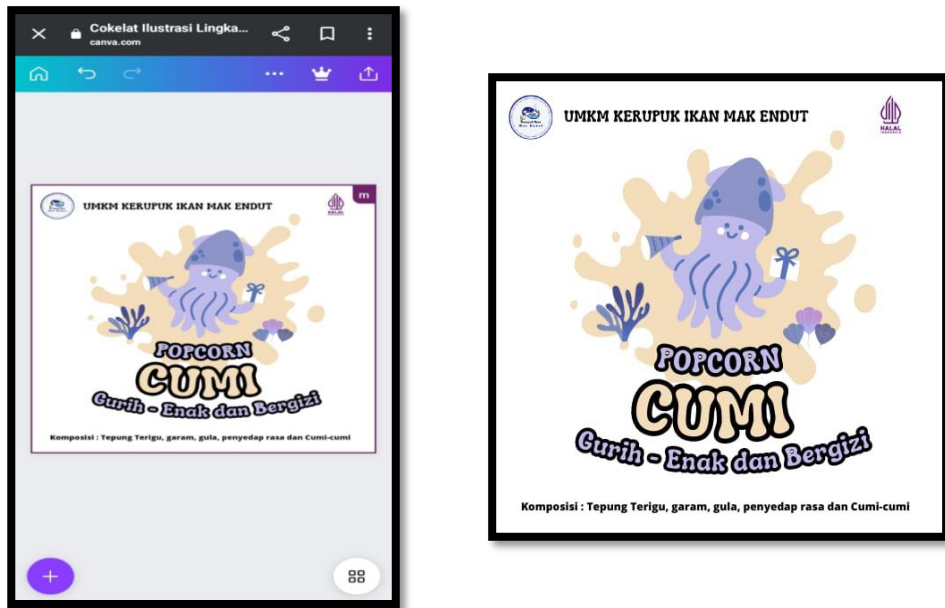 Cokelat Ilustrasi Lingka...
canva.com
UMKM KERUPUK IKAN MAK ENDUT
HALAL
m
POPCORN
CUMI
Gurih - Enak dan Bergizi
Komposisi : Tepung Terigu, garam, gula, penyedap rasa dan Cumi-cumi
UMKM KERUPUK IKAN MAK ENDUT
HALAL
INDONESIA
POPCORN
CUMI
Gurih - Enak dan Bergizi
Komposisi : Tepung Terigu, garam, gula, penyedap rasa dan Cumi-cumi